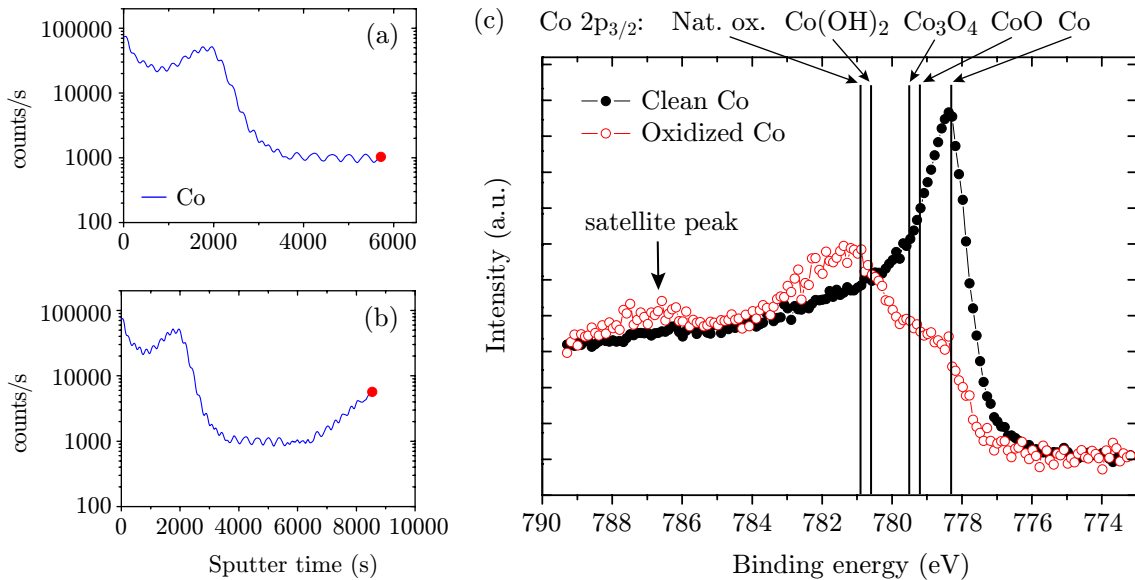 (a)
100000
10000
1000
100
counts/s
Co
0
2000
4000
6000
(b)
100000
10000
1000
100
counts/s
0
2000
4000
6000
8000
10000
Sputter time (s)
(c)
Co 2p₃/₂: Nat. ox. Co(OH)₂ Co₃O₄ CoO Co
Clean Co
Oxidized Co
satellite peak
Intensity (a.u.)
790 788 786 784 782 780 778 776 774
Binding energy (eV)